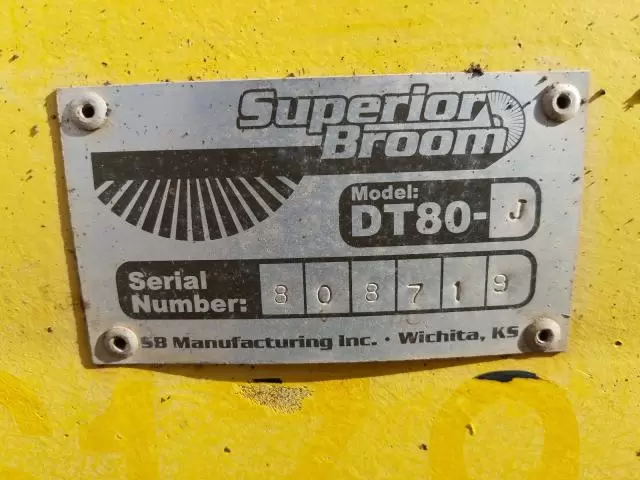 Superior
Broom
Model:
DT80-J
Serial
Number: 808719
SB Manufacturing Inc. · Wichita, KS